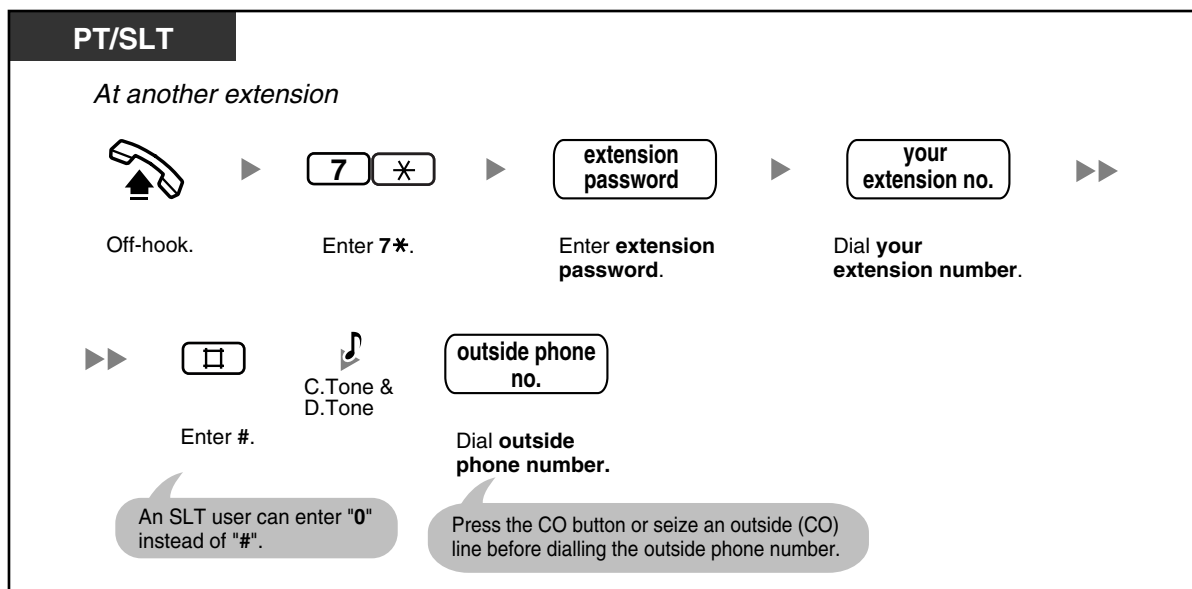 PT/SLT
At another extension
7 *
extension
password
your
extension no.
Off-hook.
Enter 7*.
Enter extension
password.
Dial your
extension number.
#
C.Tone &
D.Tone
outside phone
no.
Enter #.
Dial outside
phone number.
An SLT user can enter "0"
instead of "#".
Press the CO button or seize an outside (CO)
line before dialling the outside phone number.